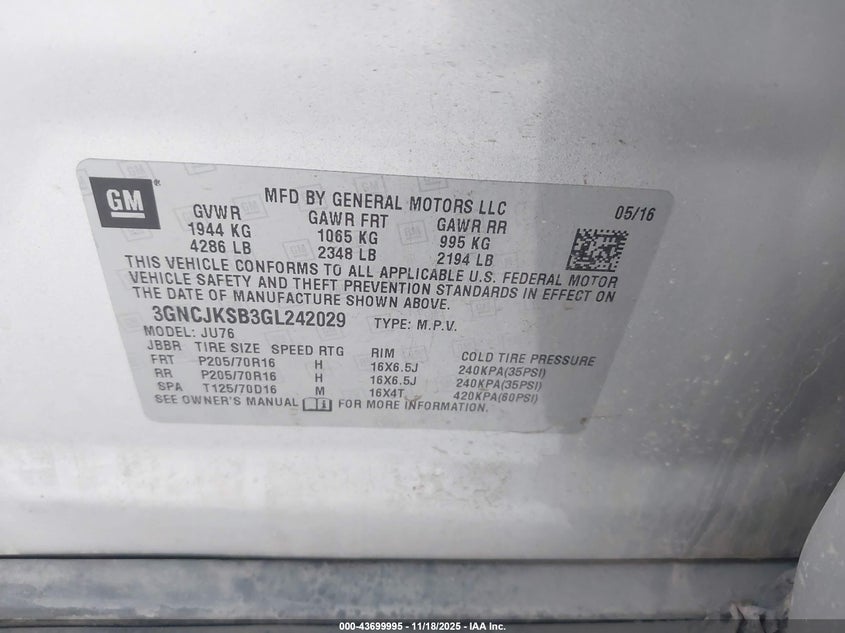 GM
MFD BY GENERAL MOTORS LLC
05/16
GVWR GAWR FRT GAWR RR
1944 KG 1065 KG 995 KG
4286 LB 2348 LB 2194 LB
THIS VEHICLE CONFORMS TO ALL APPLICABLE U.S. FEDERAL MOTOR
VEHICLE SAFETY AND THEFT PREVENTION STANDARDS IN EFFECT ON
THE DATE OF MANUFACTURE SHOWN ABOVE.
3GNCJKSB3GL242029 TYPE: M.P.V.
MODEL: JU76
JBBR TIRE SIZE SPEED RTG RIM COLD TIRE PRESSURE
FRT P205/70R16 H 16X6.5J 240KPA(35PSI)
RR P205/70R16 H 16X6.5J 240KPA(35PSI)
SPA T125/70D16 M 16X4T 420KPA(60PSI)
SEE OWNER'S MANUAL FOR MORE INFORMATION.
000-43699995 - 11/18/2025 - IAA Inc.